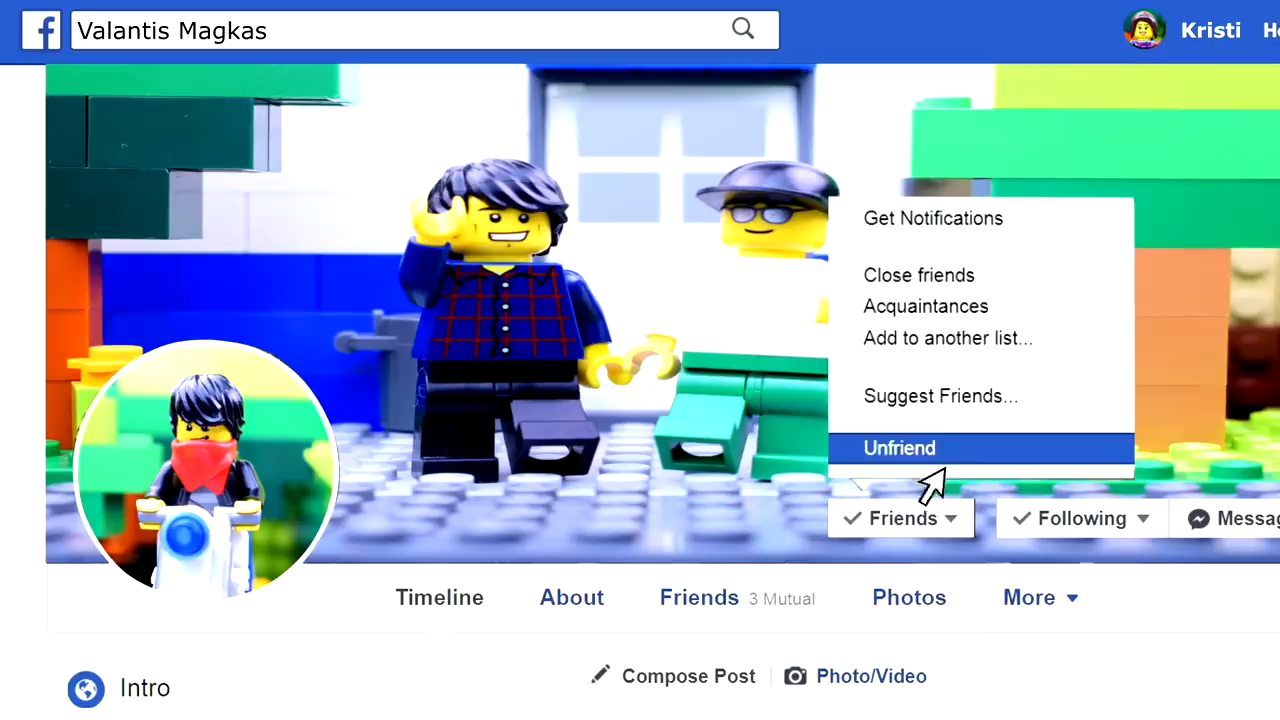 f Valantis Magkas Kristi
Get Notifications
Close friends
Acquaintances
Add to another list...
Suggest Friends...
Unfriend
Friends Following
Timeline About Friends 3 Mutual Photos More
Intro Compose Post Photo/Video